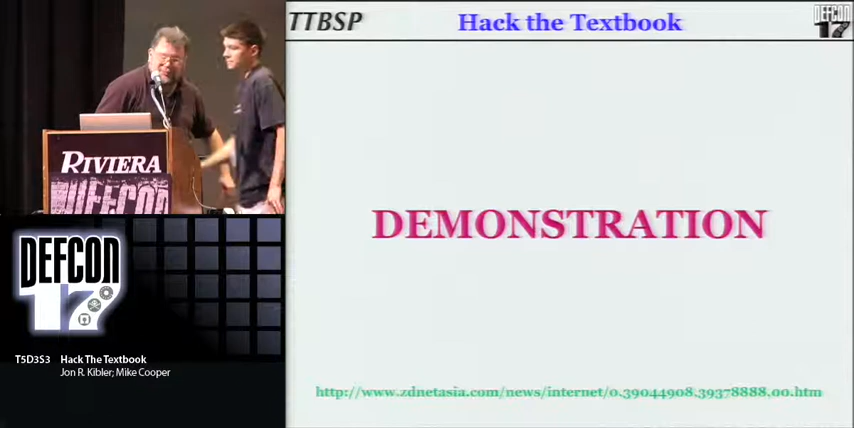 TTBSP
Hack the Textbook
DEFCON
17
RIVIERA
DEFCON
DEMONSTRATION
DEFCON
17
T5D3S3 Hack The Textbook
Jon R. Kibler; Mike Cooper
http://www.zdnetasia.com/news/internet/0,39044908,39378888,00.htm